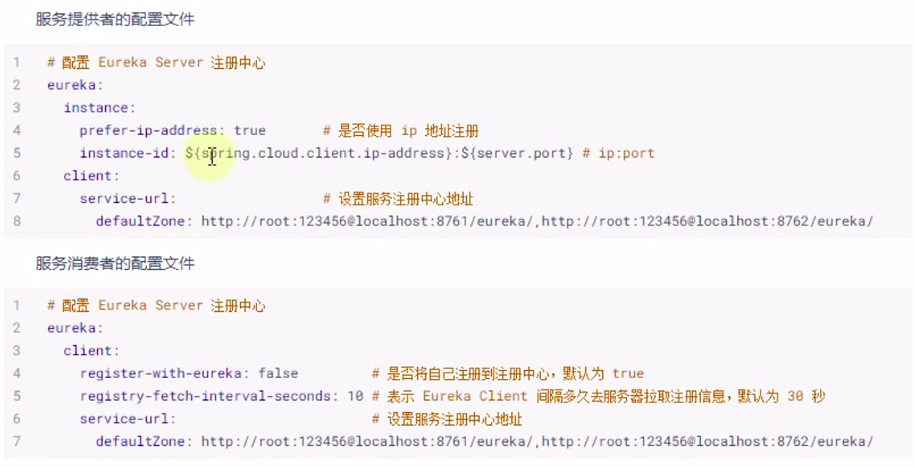 服务提供者的配置文件
1 # 配置 Eureka Server 注册中心
2 eureka:
3   instance:
4     prefer-ip-address: true       # 是否使用 ip 地址注册
5     instance-id: ${spring.cloud.client.ip-address}:${server.port} # ip:port
6   client:
7     service-url:                  # 设置服务注册中心地址
8       defaultZone: http://root:123456@localhost:8761/eureka/,http://root:123456@localhost:8762/eureka/
服务消费者的配置文件
1 # 配置 Eureka Server 注册中心
2 eureka:
3   client:
4     register-with-eureka: false         # 是否将自己注册到注册中心，默认为 true
5     registry-fetch-interval-seconds: 10 # 表示 Eureka Client 间隔多久去服务器拉取注册信息，默认为 30 秒
6     service-url:                        # 设置服务注册中心地址
7       defaultZone: http://root:123456@localhost:8761/eureka/,http://root:123456@localhost:8762/eureka/